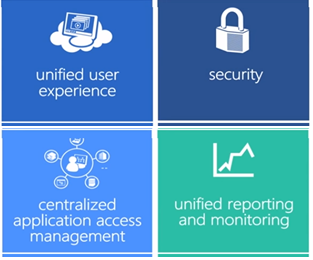 unified user
experience
security
centralized
application access
management
unified reporting
and monitoring